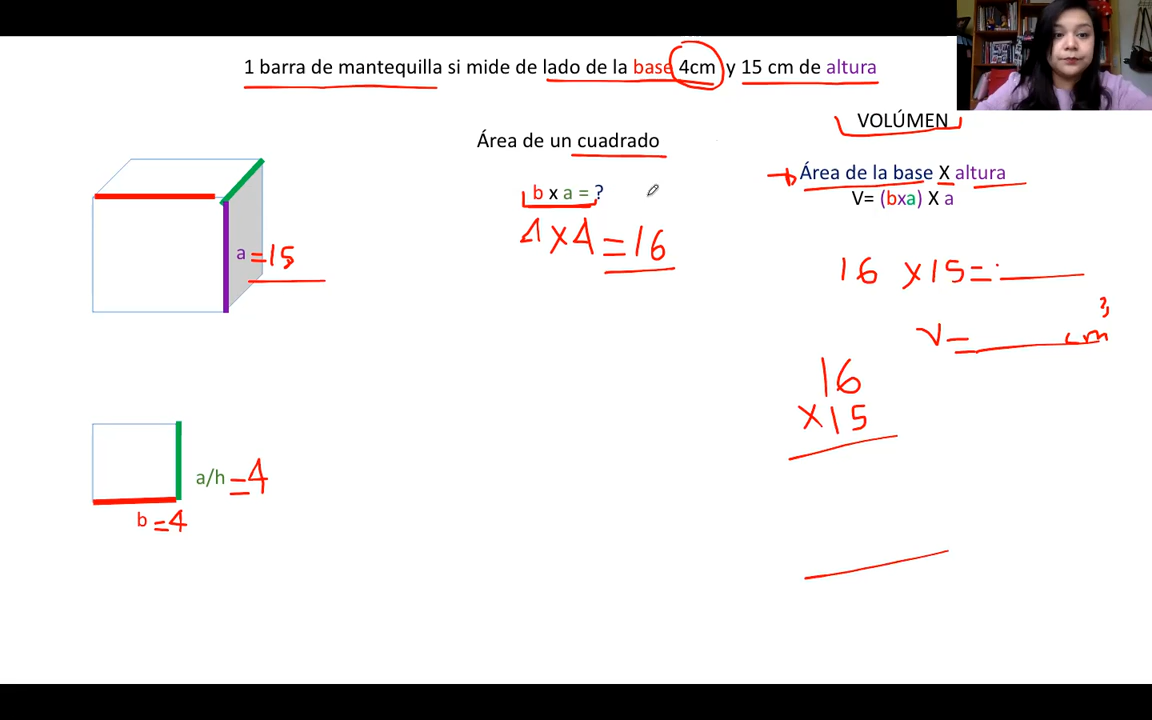 1 barra de mantequilla si mide de lado de la base 4cm y 15 cm de altura
VOLÚMEN
Área de un cuadrado
Área de la base X altura
b x a = ?
V= (bxa) X a
4 x 4 = 16
a = 15
16 x 15 =
V = cm³
16
x 15
a/h = 4
b = 4